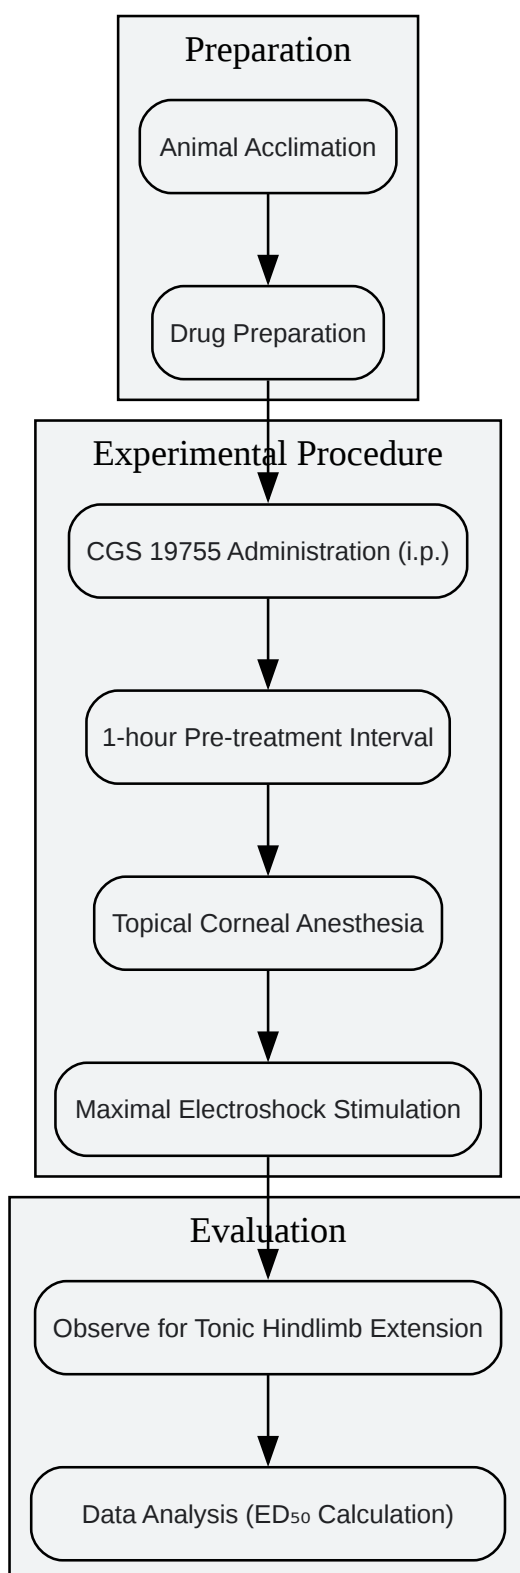 Preparation
Animal Acclimation
Drug Preparation
Experimental Procedure
CGS 19755 Administration (i.p.)
1-hour Pre-treatment Interval
Topical Corneal Anesthesia
Maximal Electroshock Stimulation
Evaluation
Observe for Tonic Hindlimb Extension
Data Analysis (ED₅₀ Calculation)